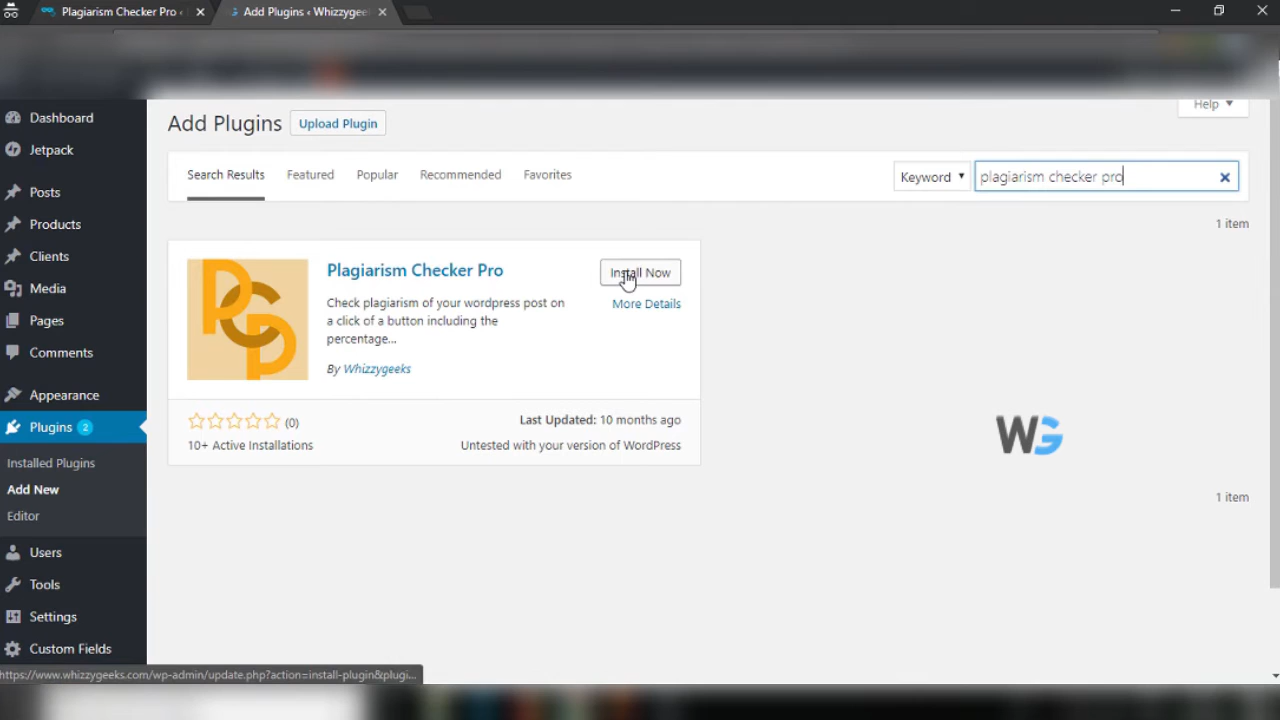 Plagiarism Checker Pro ‹
Add Plugins ‹ Whizzygee
Help ▼
Dashboard
Jetpack
Posts
Products
Clients
Media
Pages
Comments
Appearance
Plugins 2
Installed Plugins
Add New
Editor
Users
Tools
Settings
Custom Fields
Add Plugins Upload Plugin
Search Results Featured Popular Recommended Favorites Keyword ▼ plagiarism checker pro
1 item
PCP
Plagiarism Checker Pro
Install Now
More Details
Check plagiarism of your wordpress post on
a click of a button including the
percentage...
By Whizzygeeks
(0)
Last Updated: 10 months ago
10+ Active Installations
Untested with your version of WordPress
WG
1 item
https://www.whizzygeeks.com/wp-admin/update.php?action=install-plugin&plugi...